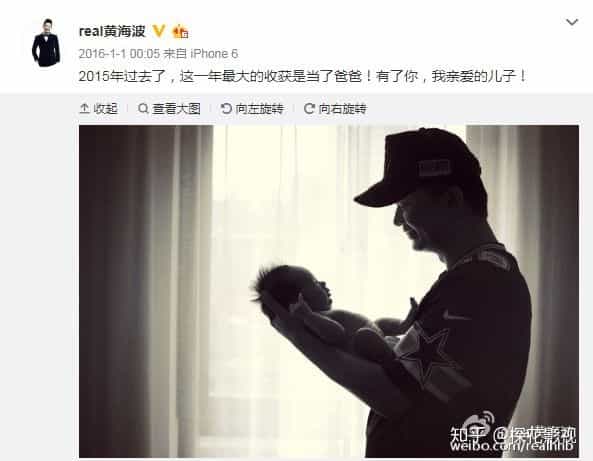 real黄海波
2016-1-1 00:05 来自 iPhone 6
2015年过去了，这一年最大的收获是当了爸爸！有了你，我亲爱的儿子！
收起 查看大图 向左旋转 向右旋转
知乎 @探花影视
weibo.com/realhhb